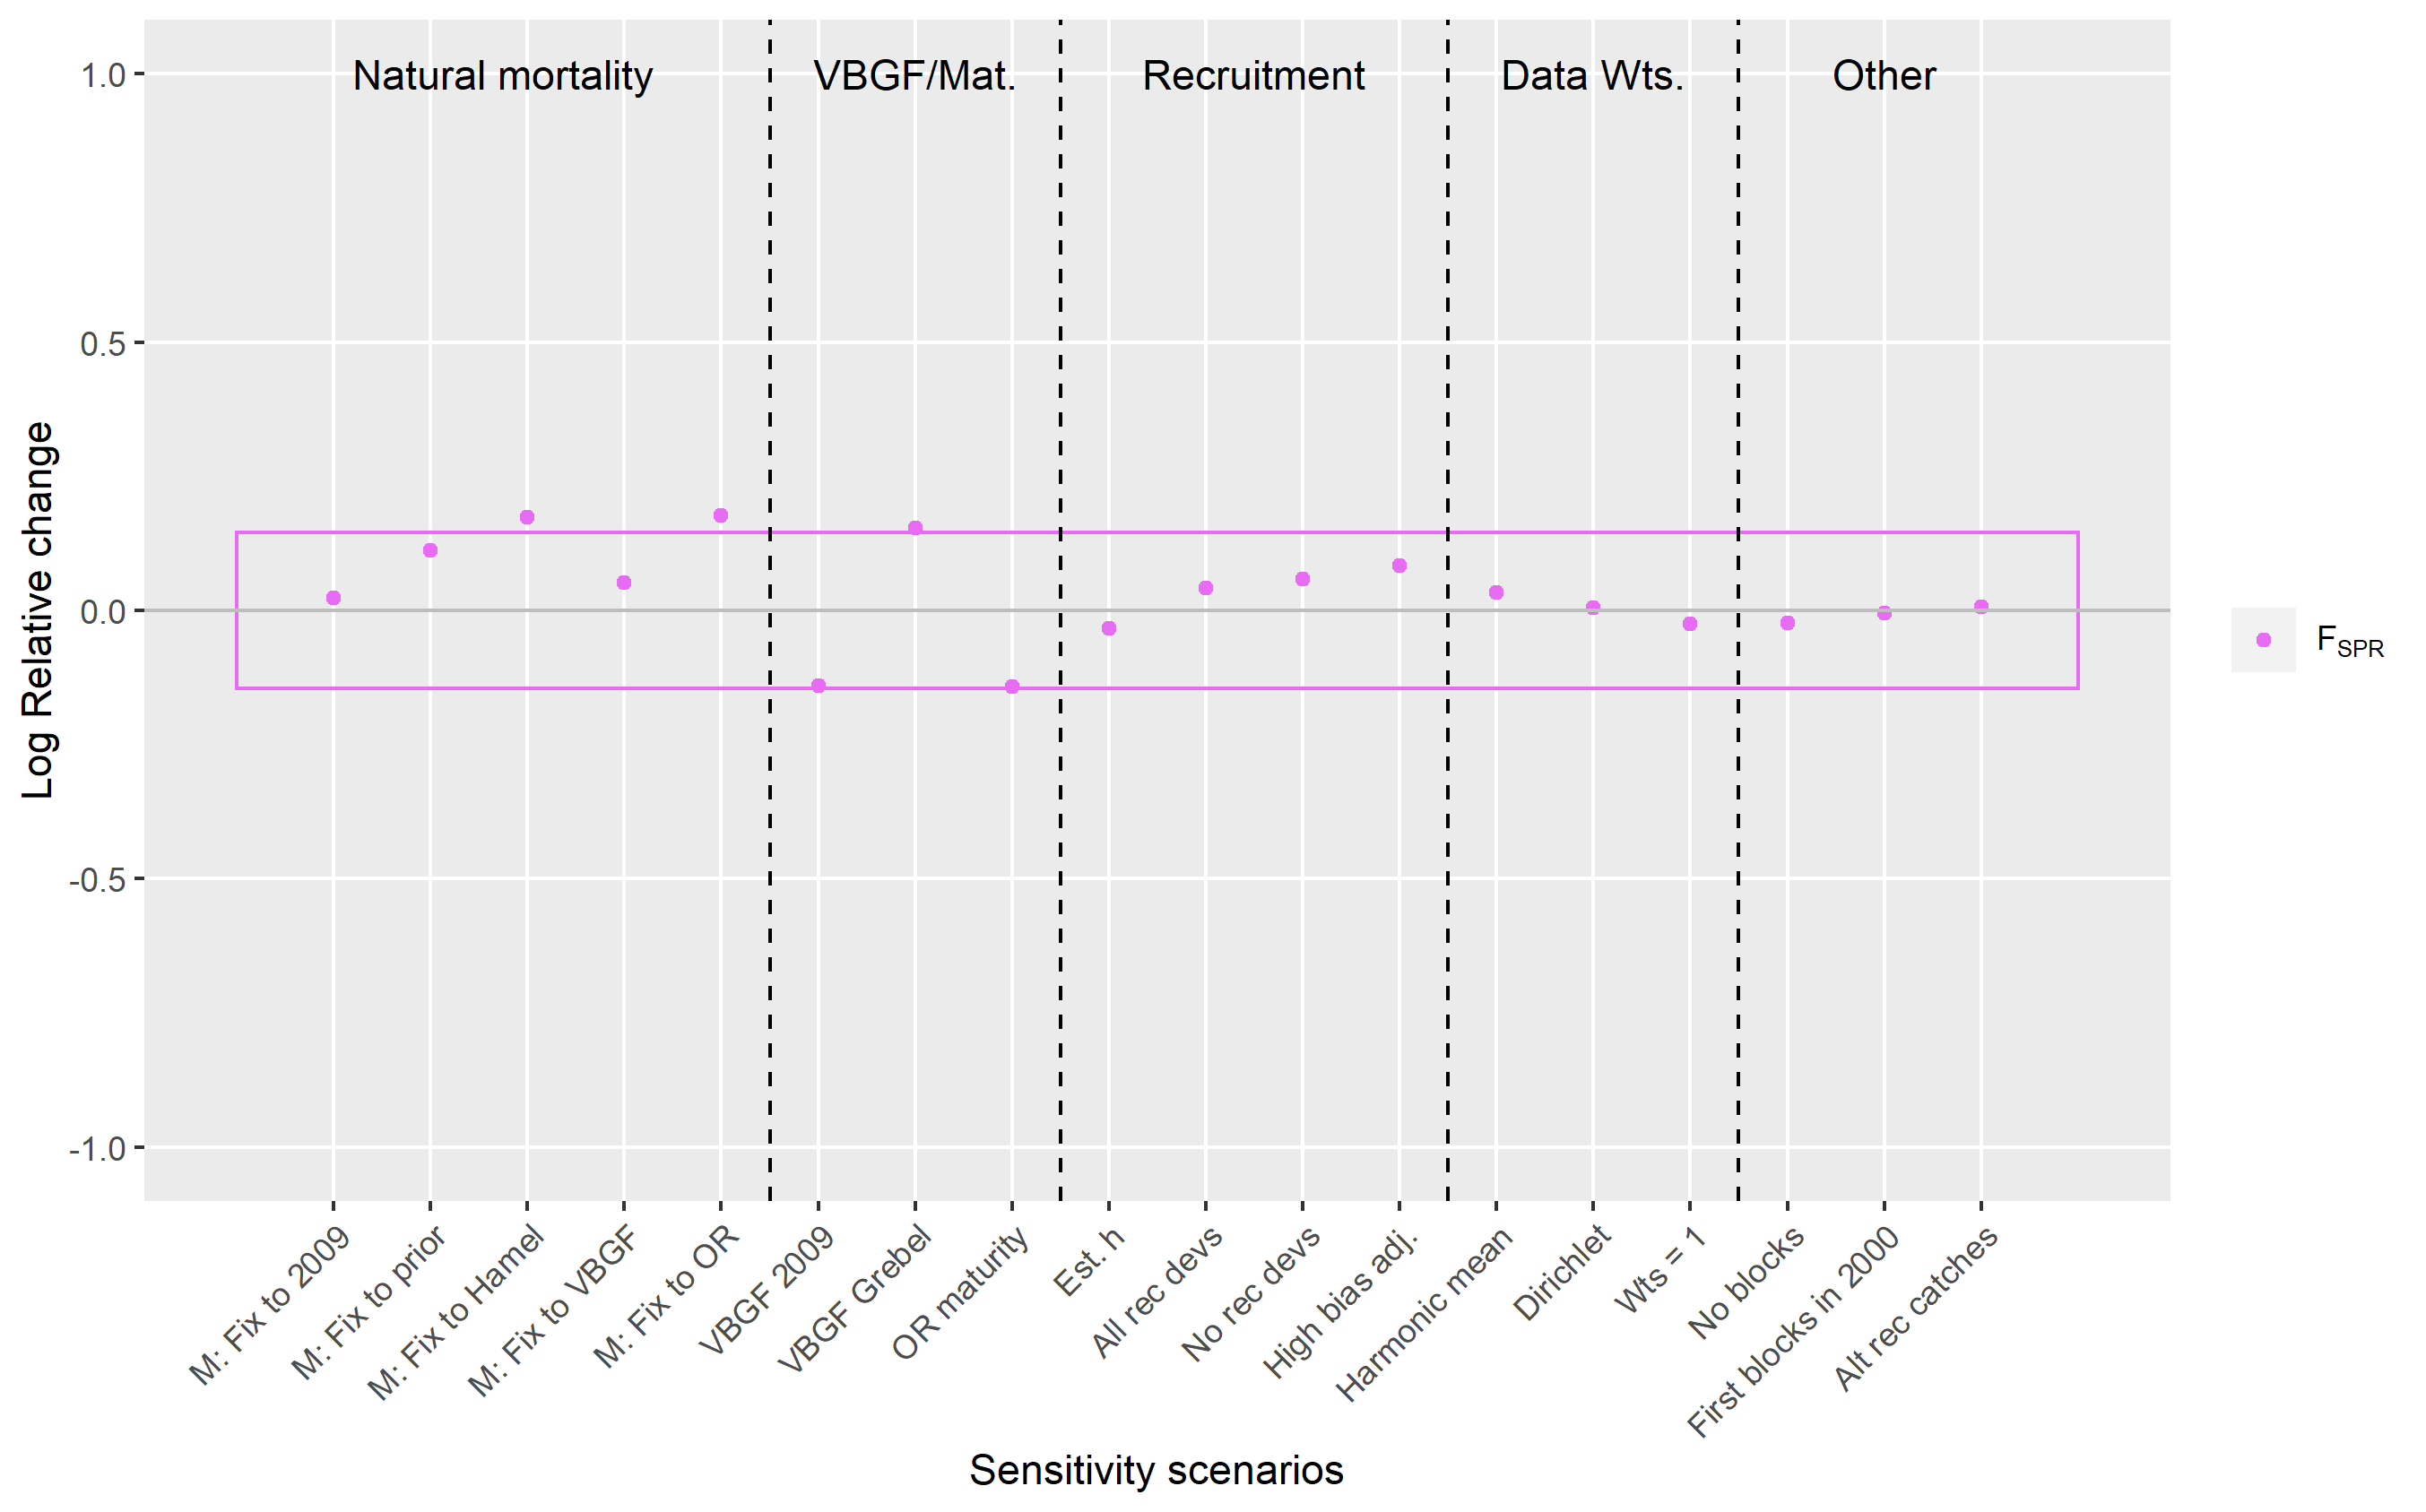 Natural mortality
VBGF/Mat.
Recruitment
Data Wts.
Other
1.0
0.5
0.0
-0.5
-1.0
Log Relative change
M: Fix to 2009
M: Fix to prior
M: Fix to Hamel
M: Fix to VBGF
M: Fix to OR
VBGF 2009
VBGF Grebel
OR maturity
Est. h
All rec devs
No rec devs
High bias adj.
Harmonic mean
Dirichlet
Wts = 1
No blocks
First blocks in 2000
Alt rec catches
Sensitivity scenarios
FSPR